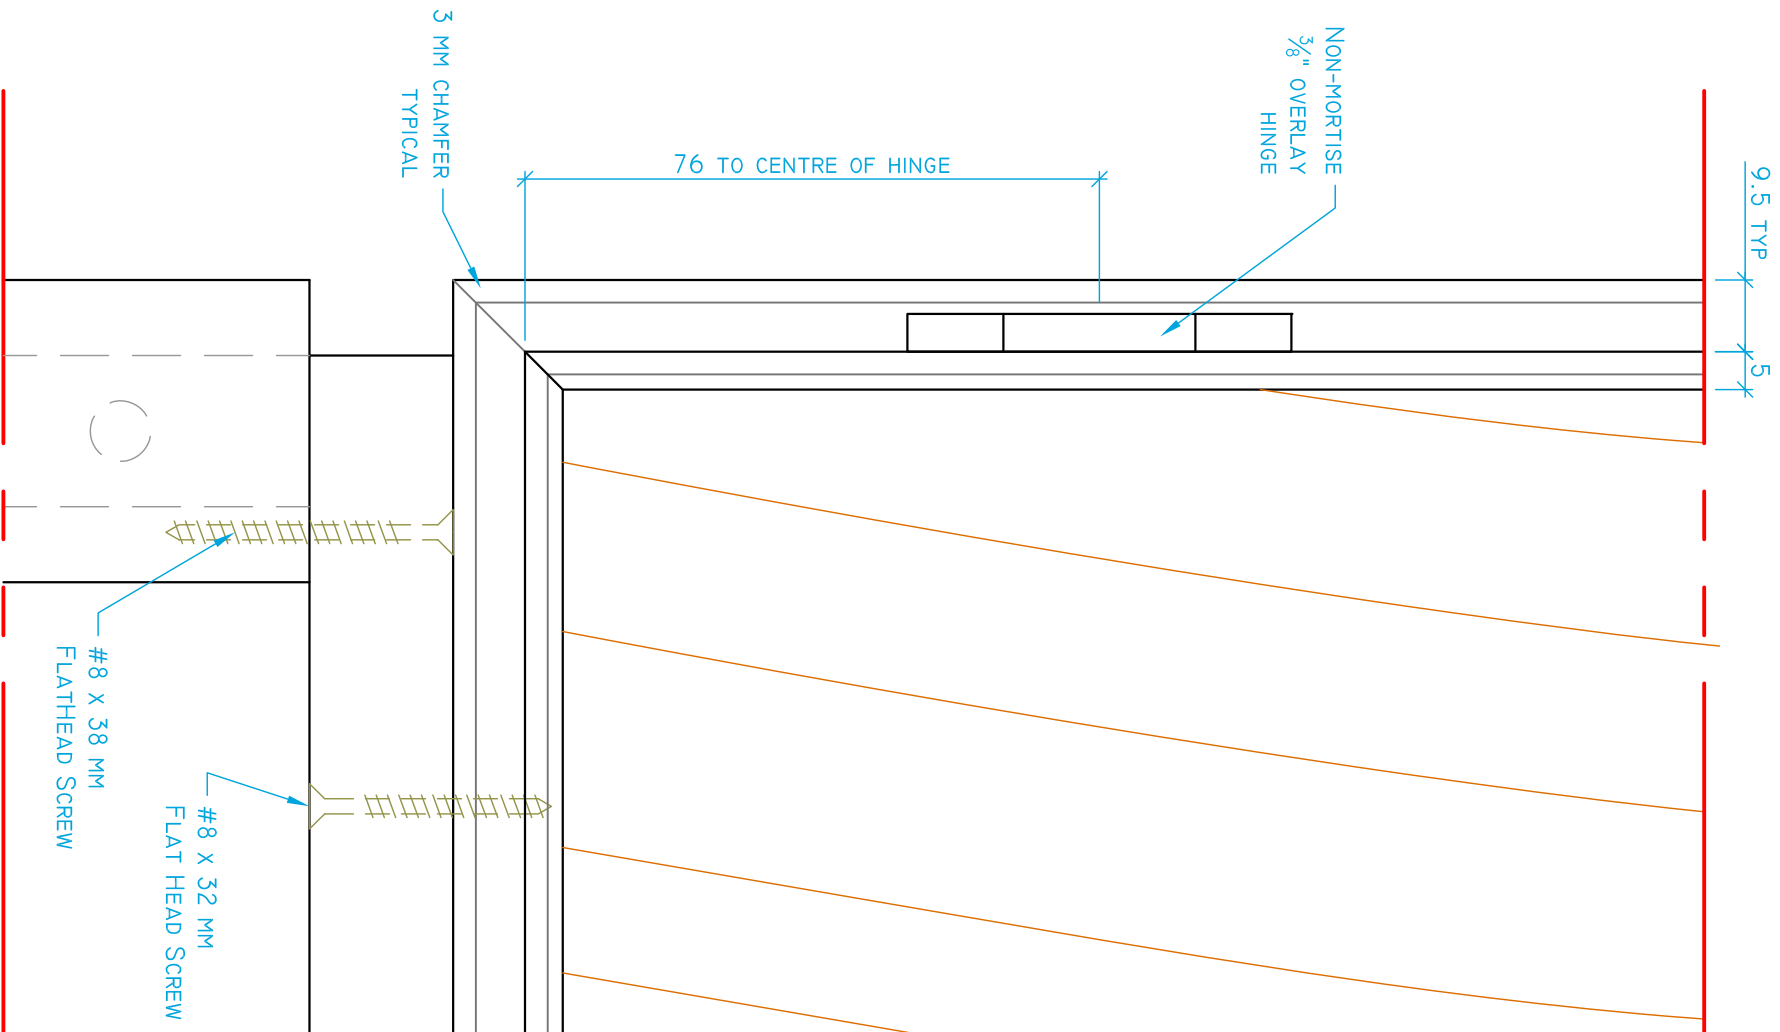 3 MM CHAMFER
TYPICAL
76 TO CENTRE OF HINGE
NON-MORTISE
3/8" OVERLAY
HINGE
9.5 TYP
5
#8 X 38 MM
FLATHEAD SCREW
#8 X 32 MM
FLAT HEAD SCREW